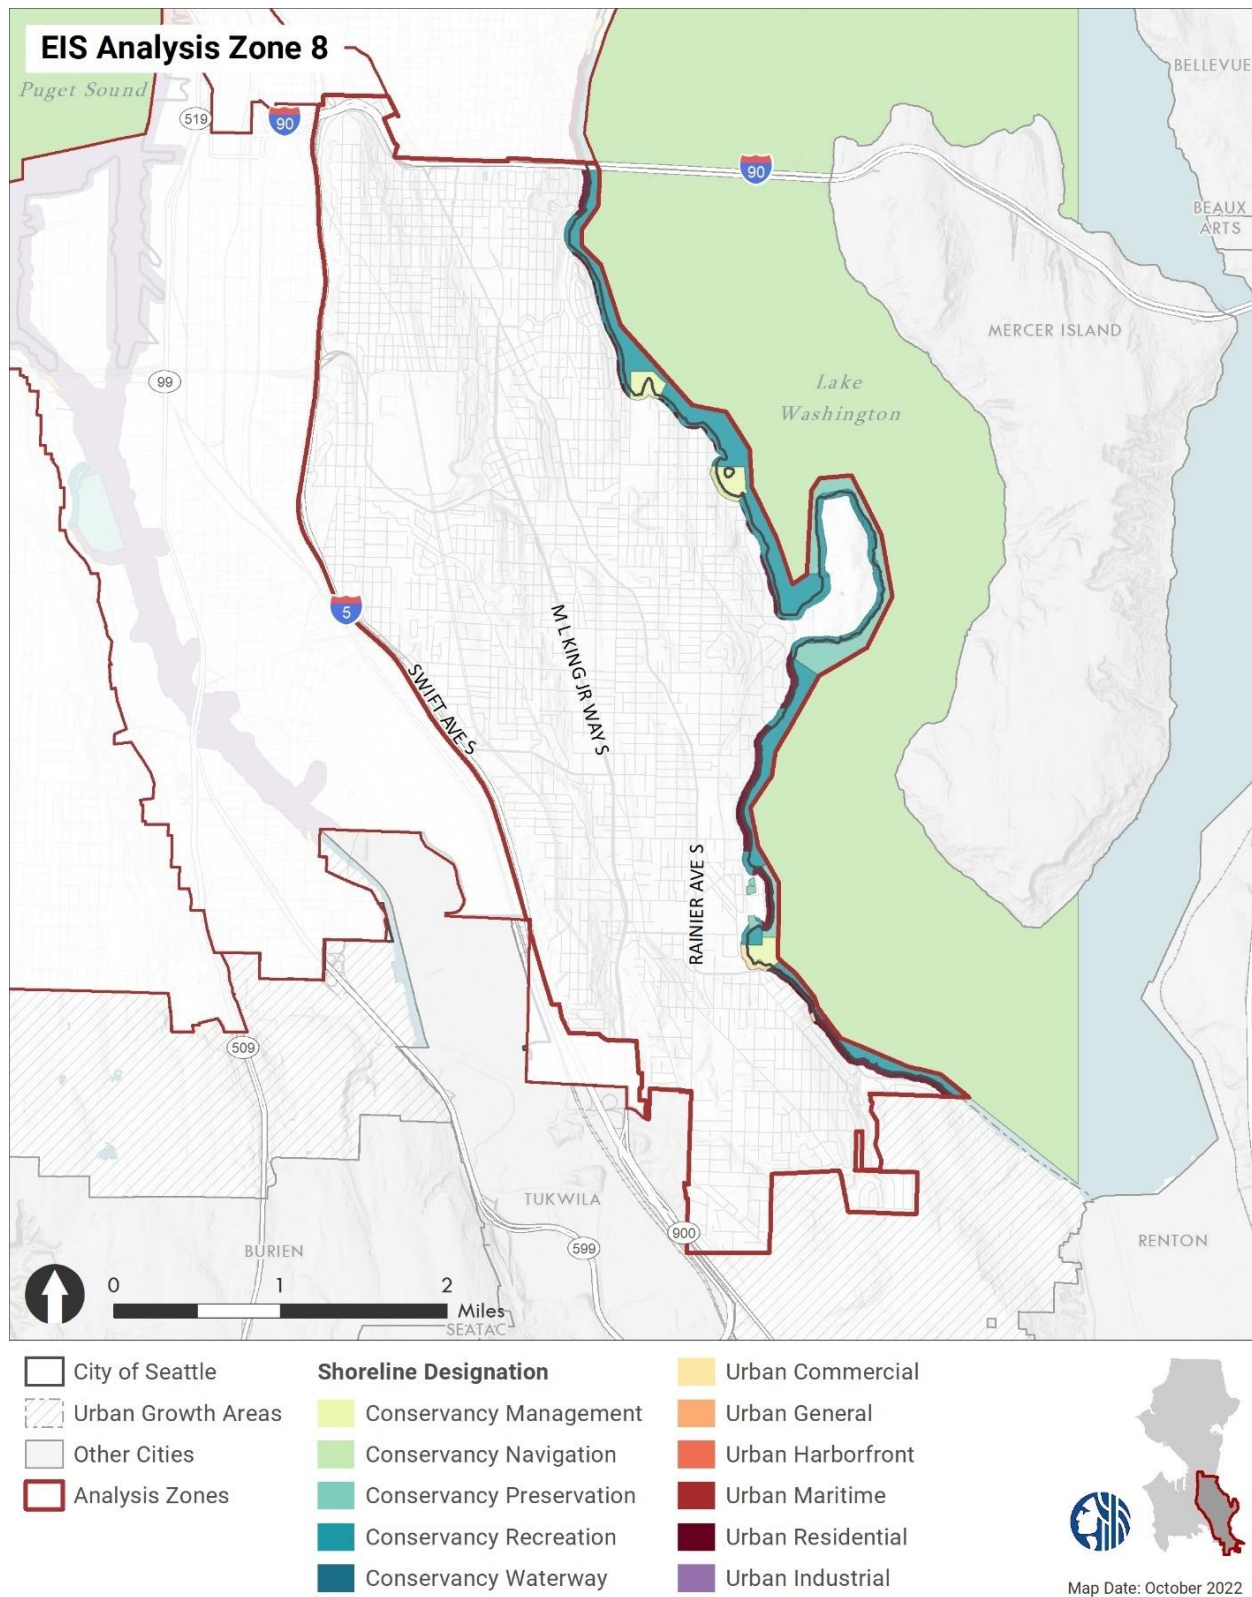 EIS Analysis Zone 8
Puget Sound
519
90
90
BELLEVUE
BEAUX
ARTS
MERCER ISLAND
99
Lake
Washington
5
M L KING JR WAY S
SWIFT AVE S
RAINIER AVE S
509
TUKWILA
900
599
BURIEN
RENTON
0 1 2
Miles
SEATAC
City of Seattle
Urban Growth Areas
Other Cities
Analysis Zones
Shoreline Designation
Conservancy Management
Conservancy Navigation
Conservancy Preservation
Conservancy Recreation
Conservancy Waterway
Urban Commercial
Urban General
Urban Harborfront
Urban Maritime
Urban Residential
Urban Industrial
Map Date: October 2022